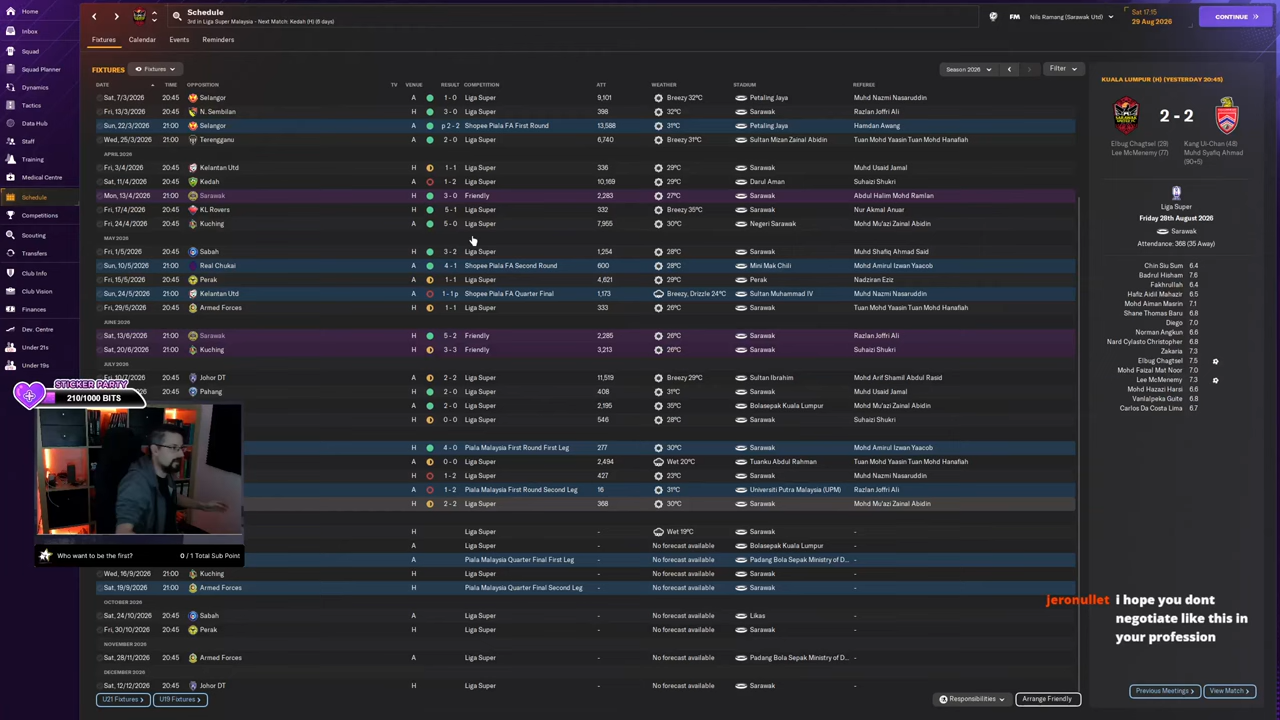 Home
Schedule
3rd in Liga Super Malaysia - Next Match: Kedah (H) (6 days)
FM Nils Ramang (Sarawak Utd)
Sat 17:15
29 Aug 2026
CONTINUE
Inbox
Squad
Squad Planner
Dynamics
Tactics
Data Hub
Staff
Training
Medical Centre
Schedule
Competitions
Scouting
Transfers
Club Info
Club Vision
Finances
Dev. Centre
Under 21s
Under 19s
Fixtures Calendar Events Reminders
FIXTURES Fixtures Season 2026 Filter
DATE TIME OPPOSITION TV VENUE RESULT COMPETITION ATT WEATHER STADIUM REFEREE
Sat, 7/3/2026 20:45 Selangor A 1 - 0 Liga Super 9,101 Breezy 32°C Petaling Jaya Muhd Nazmi Nasaruddin
Fri, 13/3/2026 20:45 N. Sembilan H 3 - 0 Liga Super 398 32°C Sarawak Razlan Joffri Ali
Sun, 22/3/2026 21:00 Selangor A p 2 - 2 Shopee Piala FA First Round 13,588 31°C Petaling Jaya Hamdan Awang
Wed, 25/3/2026 20:45 Terengganu A 2 - 0 Liga Super 6,740 Breezy 31°C Sultan Mizan Zainal Abidin Tuan Mohd Yaasin Tuan Mohd Hanafiah
APRIL 2026
Fri, 3/4/2026 20:45 Kelantan Utd H 1 - 1 Liga Super 336 29°C Sarawak Muhd Usaid Jamal
Sat, 11/4/2026 20:45 Kedah A 1 - 2 Liga Super 10,169 29°C Darul Aman Suhaizi Shukri
Mon, 13/4/2026 21:00 Sarawak H 3 - 0 Friendly 2,283 27°C Sarawak Abdul Halim Mohd Ramlan
Fri, 17/4/2026 20:45 KL Rovers H 5 - 1 Liga Super 332 Breezy 35°C Sarawak Nur Akmal Anuar
Fri, 24/4/2026 20:45 Kuching A 5 - 0 Liga Super 7,955 30°C Negeri Sarawak Mohd Mu'azi Zainal Abidin
MAY 2026
Fri, 1/5/2026 20:45 Sabah H 3 - 2 Liga Super 1,254 28°C Sarawak Muhd Shafiq Ahmad Said
Sun, 10/5/2026 21:00 Real Chukai A 4 - 1 Shopee Piala FA Second Round 600 28°C Mini Mak Chili Mohd Amirul Izwan Yaacob
Fri, 15/5/2026 20:45 Perak A 1 - 1 Liga Super 4,621 29°C Perak Nadziran Eziz
Sun, 24/5/2026 21:00 Kelantan Utd A 1 - 1 p Shopee Piala FA Quarter Final 1,173 Breezy, Drizzle 24°C Sultan Muhammad IV Muhd Nazmi Nasaruddin
Fri, 29/5/2026 20:45 Armed Forces H 1 - 1 Liga Super 333 26°C Sarawak Tuan Mohd Yaasin Tuan Mohd Hanafiah
JUNE 2026
Sat, 13/6/2026 21:00 Sarawak H 5 - 2 Friendly 2,285 26°C Sarawak Razlan Joffri Ali
Sat, 20/6/2026 21:00 Kuching H 3 - 3 Friendly 3,213 26°C Sarawak Suhaizi Shukri
JULY 2026
Fri, 10/7/2026 20:45 Johor DT A 2 - 2 Liga Super 11,519 Breezy 29°C Sultan Ibrahim Mohd Arif Shamil Abdul Rasid
20:45 Pahang H Liga Super 408 31°C Sarawak Muhd Usaid Jamal
A 2 - 0 Liga Super 2,195 35°C Bolasepak Kuala Lumpur Mohd Mu'azi Zainal Abidin
H 0 - 0 Liga Super 546 28°C Sarawak Suhaizi Shukri
H 4 - 0 Piala Malaysia First Round First Leg 277 30°C Sarawak Mohd Amirul Izwan Yaacob
A 0 - 0 Liga Super 2,494 Wet 20°C Tuanku Abdul Rahman Tuan Mohd Yaasin Tuan Mohd Hanafiah
H 1 - 2 Liga Super 427 23°C Sarawak Muhd Nazmi Nasaruddin
A 1 - 2 Piala Malaysia First Round Second Leg 16 31°C Universiti Putra Malaysia (UPM) Razlan Joffri Ali
H 2 - 2 Liga Super 368 30°C Sarawak Mohd Mu'azi Zainal Abidin
H Liga Super - Wet 19°C Sarawak -
A Liga Super - No forecast available Bolasepak Kuala Lumpur -
A Piala Malaysia Quarter Final First Leg - No forecast available Padang Bola Sepak Ministry of D... -
Wed, 16/9/2026 21:00 Kuching H Liga Super - No forecast available Sarawak -
Sat, 19/9/2026 21:00 Armed Forces H Piala Malaysia Quarter Final Second Leg - No forecast available Sarawak -
OCTOBER 2026
Sat, 24/10/2026 20:45 Sabah A Liga Super - No forecast available Likas -
Fri, 30/10/2026 20:45 Perak H Liga Super - No forecast available Sarawak -
NOVEMBER 2026
Sat, 28/11/2026 20:45 Armed Forces A Liga Super - No forecast available Padang Bola Sepak Ministry of D... -
DECEMBER 2026
Sat, 12/12/2026 20:45 Johor DT H Liga Super - No forecast available Sarawak
U21 Fixtures U19 Fixtures Responsibilities Arrange Friendly
STICKER PARTY
210/1000 BITS
Who want to be the first? 0 / 1 Total Sub Point
KUALA LUMPUR (H) (YESTERDAY 20:45)
2 - 2
Elbug Chagtsel (29)
Lee McMenemy (77)
Kang Ui-Chan (48)
Muhd Syafiq Ahmad
(90+5)
Liga Super
Friday 28th August 2026
Sarawak
Attendance: 368 (35 Away)
Chin Siu Sum 6.4
Badrul Hisham 7.6
Fakhrullah 6.4
Hafiz Aidil Mahazir 6.5
Mohd Aiman Masrin 7.1
Shane Thomas Baru 6.8
Diego 7.0
Norman Angkun 6.6
Nard Cylasto Christopher 6.8
Zakaria 7.3
Elbug Chagtsel 7.5
Mohd Faizal Mat Noor 7.0
Lee McMenemy 7.3
Mohd Hazazi Harsi 6.6
Vanlalpeka Guite 6.8
Carlos Da Costa Lima 6.7
jeronullet i hope you dont
negotiate like this in
your profession
Previous Meetings View Match